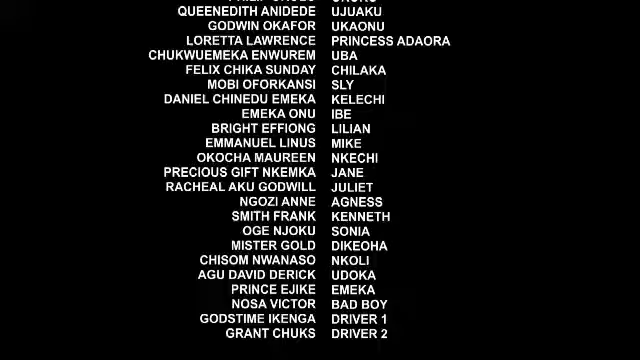 QUEENEDITH ANIDEDE UJUAKU
GODWIN OKAFOR UKAONU
LORETTA LAWRENCE PRINCESS ADAORA
CHUKWUEMEKA ENWUREM UBA
FELIX CHIKA SUNDAY CHILAKA
MOBI OFORKANSI SLY
DANIEL CHINEDU EMEKA KELECHI
EMEKA ONU IBE
BRIGHT EFFIONG LILIAN
EMMANUEL LINUS MIKE
OKOCHA MAUREEN NKECHI
PRECIOUS GIFT NKEMKA JANE
RACHEAL AKU GODWILL JULIET
NGOZI ANNE AGNESS
SMITH FRANK KENNETH
OGE NJOKU SONIA
MISTER GOLD DIKEOHA
CHISOM NWANASO NKOLI
AGU DAVID DERICK UDOKA
PRINCE EJIKE EMEKA
NOSA VICTOR BAD BOY
GODSTIME IKENGA DRIVER 1
GRANT CHUKS DRIVER 2